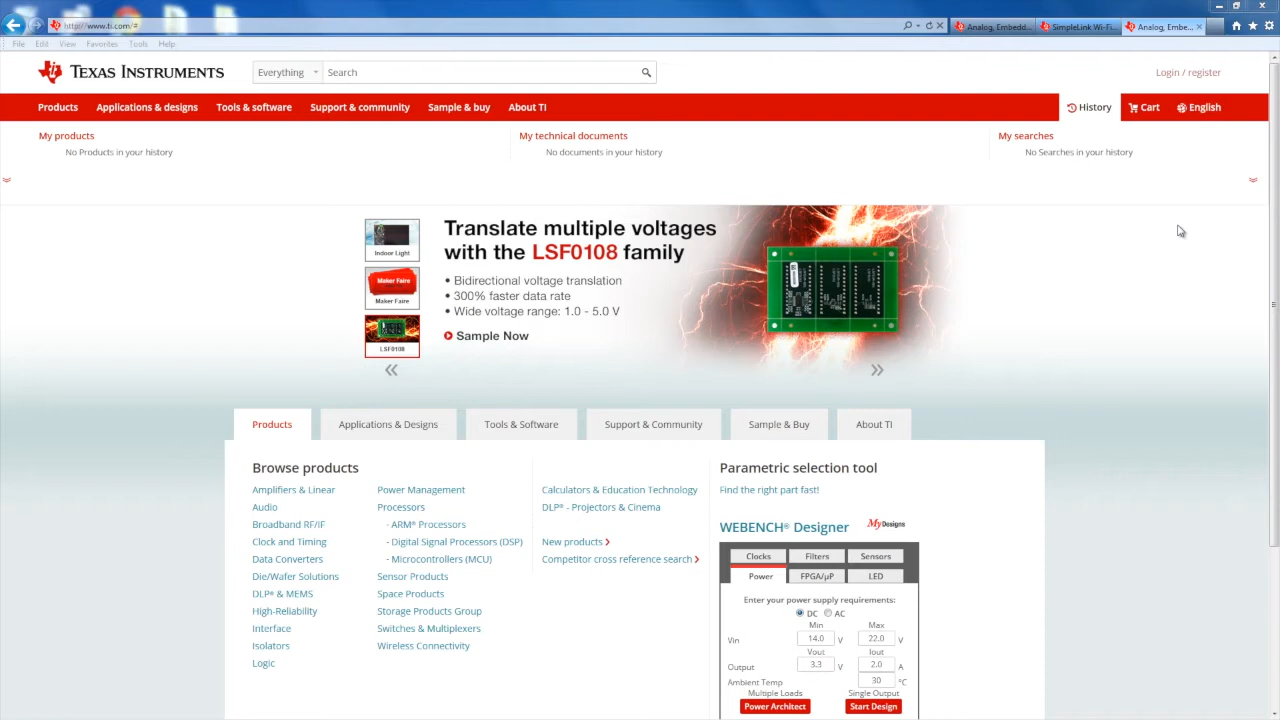 http://www.ti.com/#
Analog, Embedd...
SimpleLink Wi-Fi...
Analog, Embe...
File Edit View Favorites Tools Help
TEXAS INSTRUMENTS
Everything
Search
Login / register
Products Applications & designs Tools & software Support & community Sample & buy About TI
History Cart English
My products
My technical documents
My searches
No Products in your history
No documents in your history
No Searches in your history
Indoor Light
Maker Faire
Maker Faire
LSF0108
Translate multiple voltages
with the LSF0108 family
• Bidirectional voltage translation
• 300% faster data rate
• Wide voltage range: 1.0 - 5.0 V
Sample Now
Products Applications & Designs Tools & Software Support & Community Sample & Buy About TI
Browse products
Amplifiers & Linear
Audio
Broadband RF/IF
Clock and Timing
Data Converters
Die/Wafer Solutions
DLP® & MEMS
High-Reliability
Interface
Isolators
Logic
Power Management
Processors
- ARM® Processors
- Digital Signal Processors (DSP)
- Microcontrollers (MCU)
Sensor Products
Space Products
Storage Products Group
Switches & Multiplexers
Wireless Connectivity
Calculators & Education Technology
DLP® - Projectors & Cinema
New products
Competitor cross reference search
Parametric selection tool
Find the right part fast!
WEBENCH® Designer
MyDesigns
Clocks Filters Sensors
Power FPGA/µP LED
Enter your power supply requirements:
DC AC
Min Max
Vin 14.0 V 22.0 V
Vout Iout
Output 3.3 V 2.0 A
Ambient Temp 30 °C
Multiple Loads Single Output
Power Architect Start Design